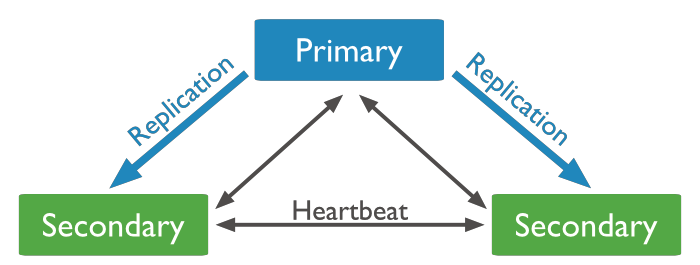 Primary
Replication
Replication
Heartbeat
Secondary
Secondary